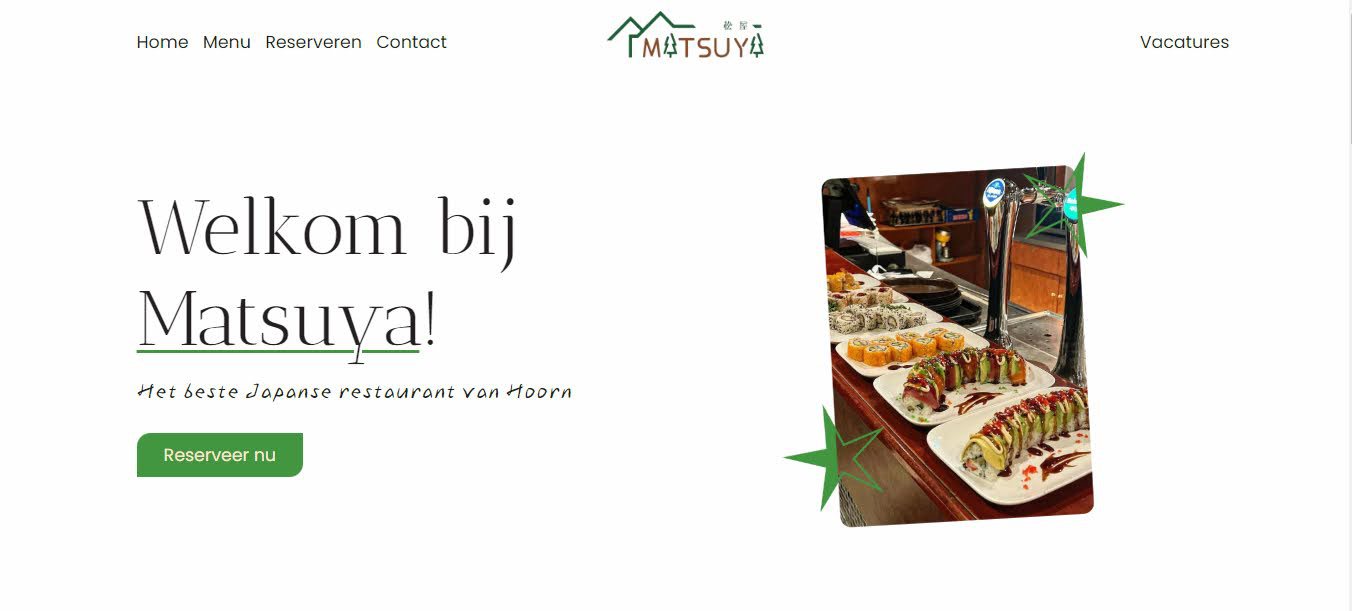 Home Menu Reserveren Contact
松屋
MATSUYA
Vacatures
Welkom bij
Matsuya!
Het beste Japanse restaurant van Hoorn
Reserveer nu